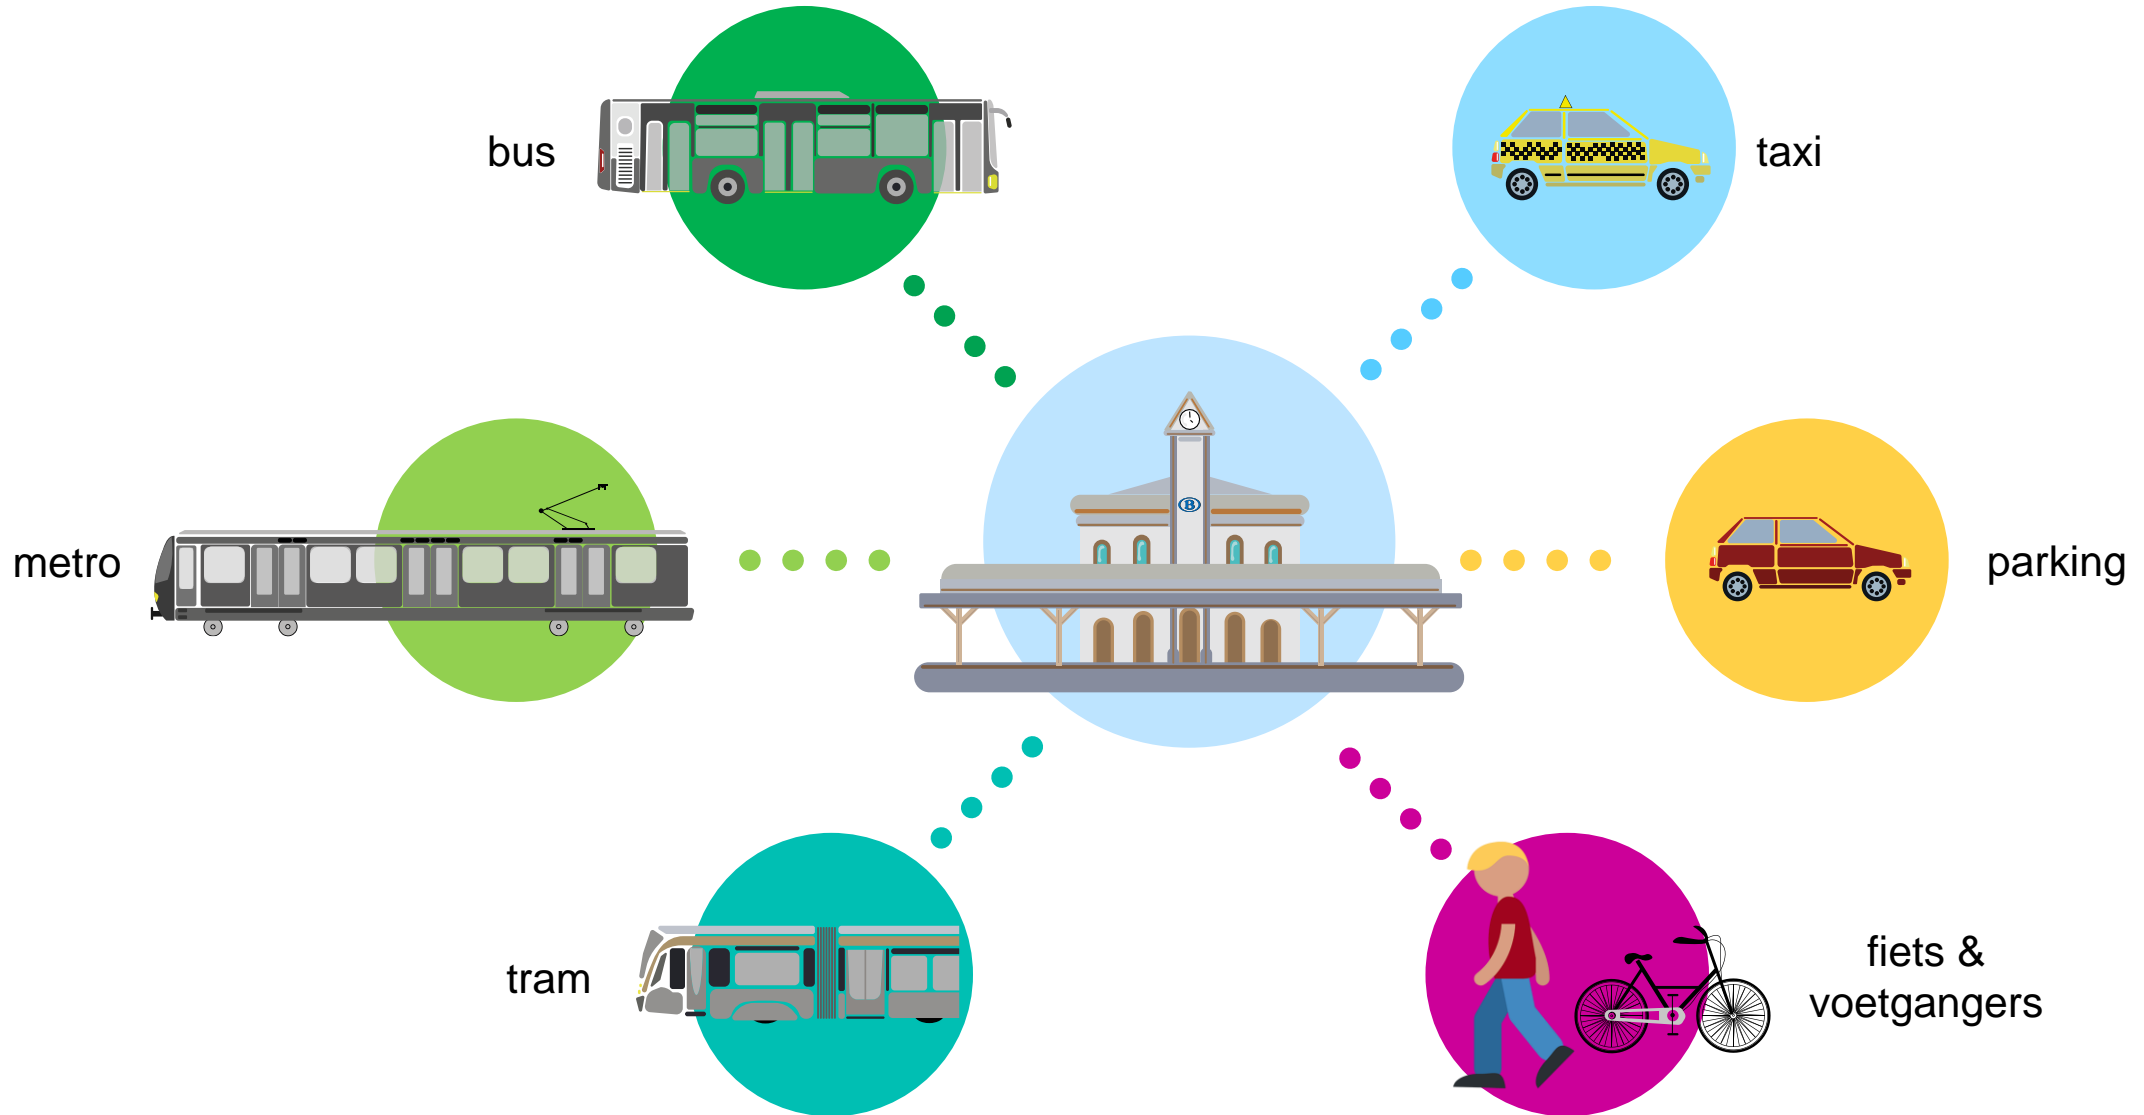 bus
taxi
B
metro
parking
tram
fiets &
voetgangers